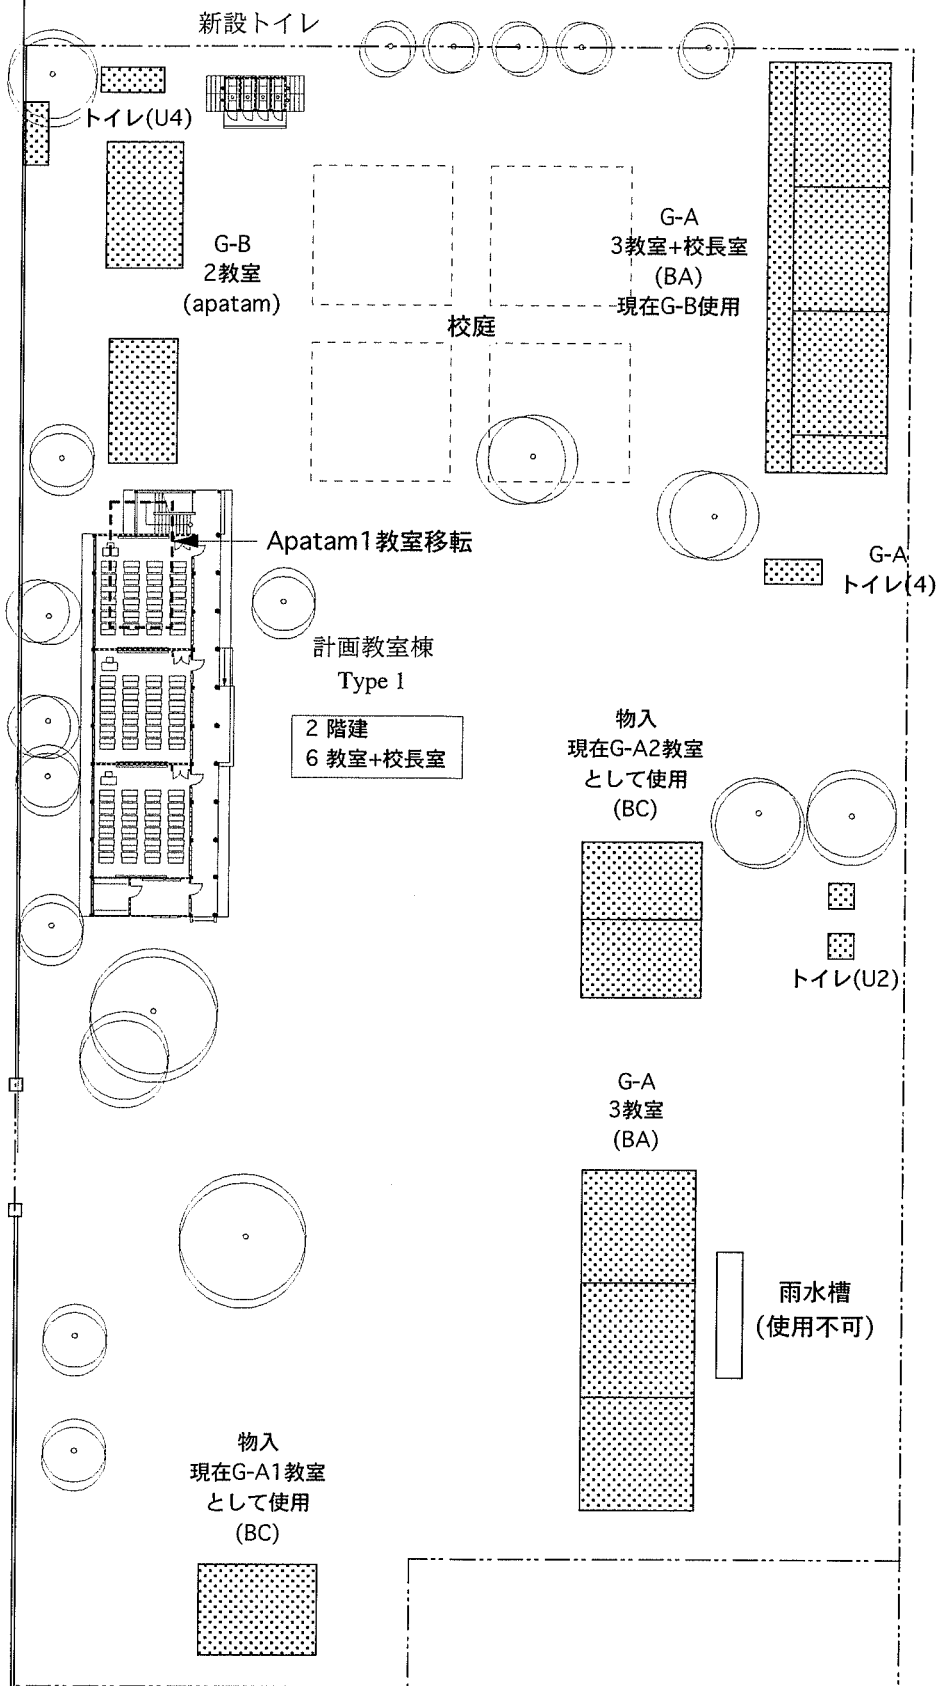 新設トイレ
トイレ(U4)
G-B
2教室
(apatam)
G-A
3教室+校長室
(BA)
現在G-B使用
校庭
Apatam1教室移転
G-A
トイレ(4)
計画教室棟
Type 1
2 階建
6 教室+校長室
物入
現在G-A2教室
として使用
(BC)
トイレ(U2)
G-A
3教室
(BA)
雨水槽
(使用不可)
物入
現在G-A1教室
として使用
(BC)